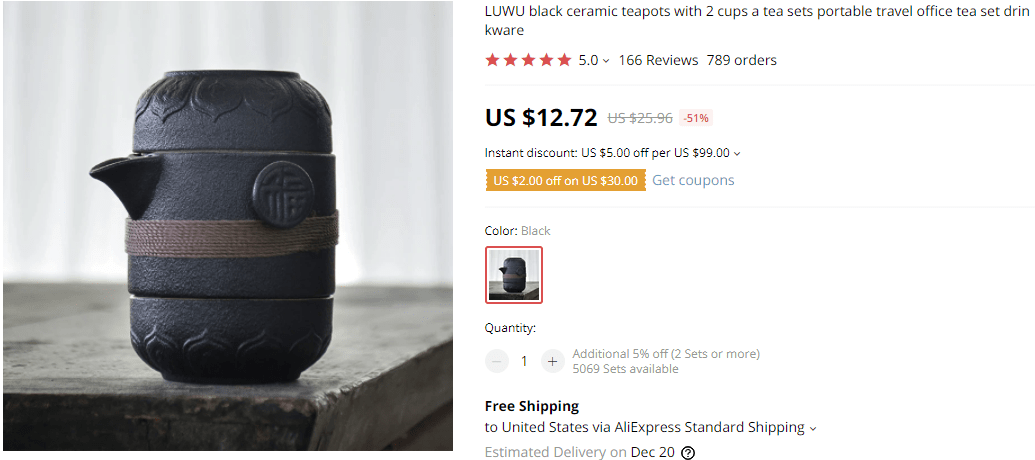 LUWU black ceramic teapots with 2 cups a tea sets portable travel office tea set drin
kware
5.0 166 Reviews 789 orders
US $12.72 US $25.96 -51%
Instant discount: US $5.00 off per US $99.00
US $2.00 off on US $30.00 Get coupons
福
Color: Black
Quantity:
1 Additional 5% off (2 Sets or more)
5069 Sets available
Free Shipping
to United States via AliExpress Standard Shipping
Estimated Delivery on Dec 20